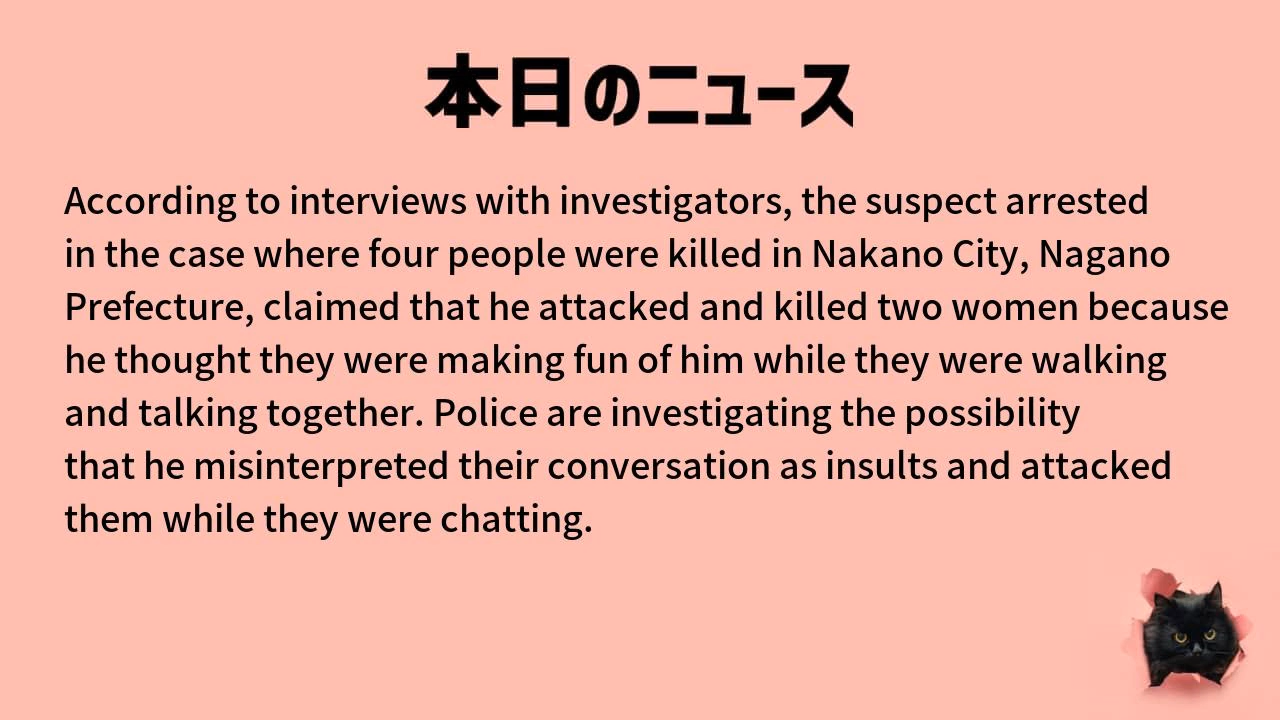 本日のニュース
According to interviews with investigators, the suspect arrested
in the case where four people were killed in Nakano City, Nagano
Prefecture, claimed that he attacked and killed two women because
he thought they were making fun of him while they were walking
and talking together. Police are investigating the possibility
that he misinterpreted their conversation as insults and attacked
them while they were chatting.